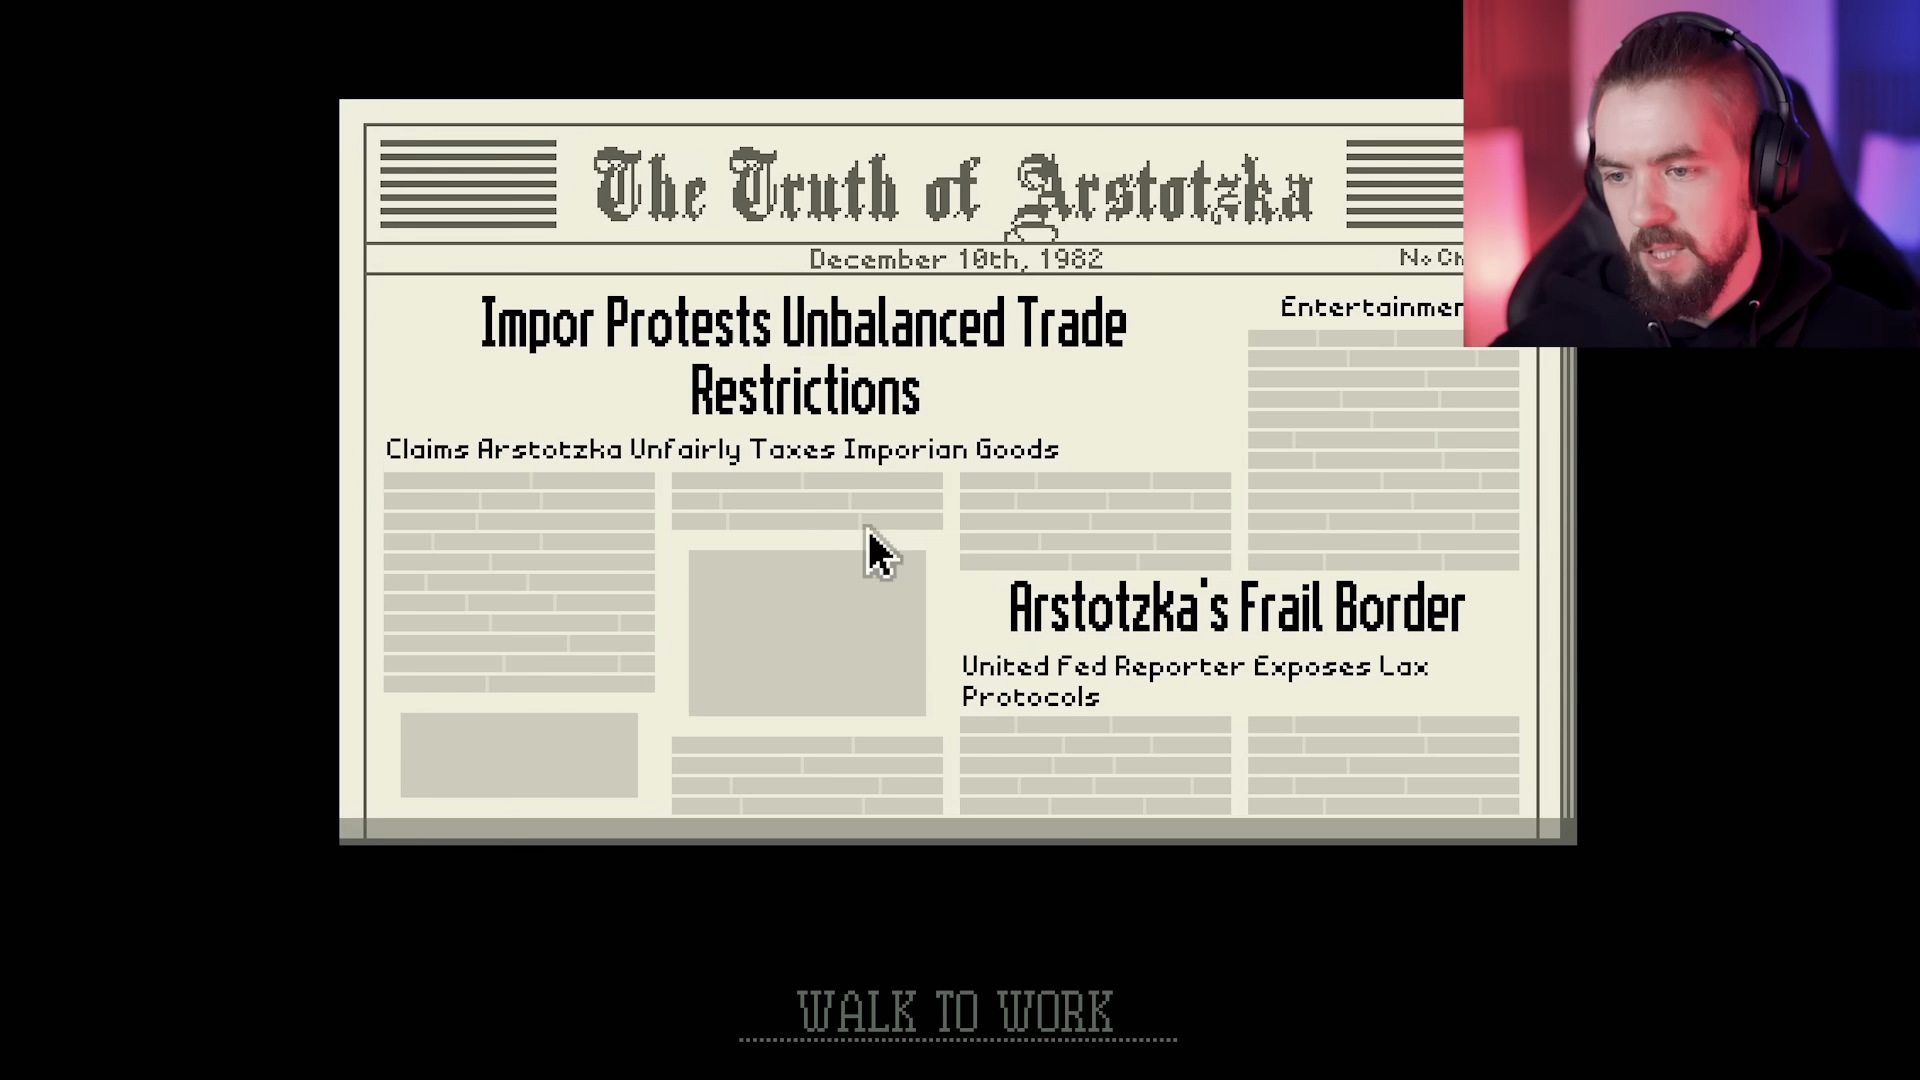 The Truth of Arstotzka
December 10th, 1982
Impor Protests Unbalanced Trade
Restrictions
Claims Arstotzka Unfairly Taxes Imporian Goods
Arstotzka's Frail Border
United Fed Reporter Exposes Lax
Protocols
WALK TO WORK